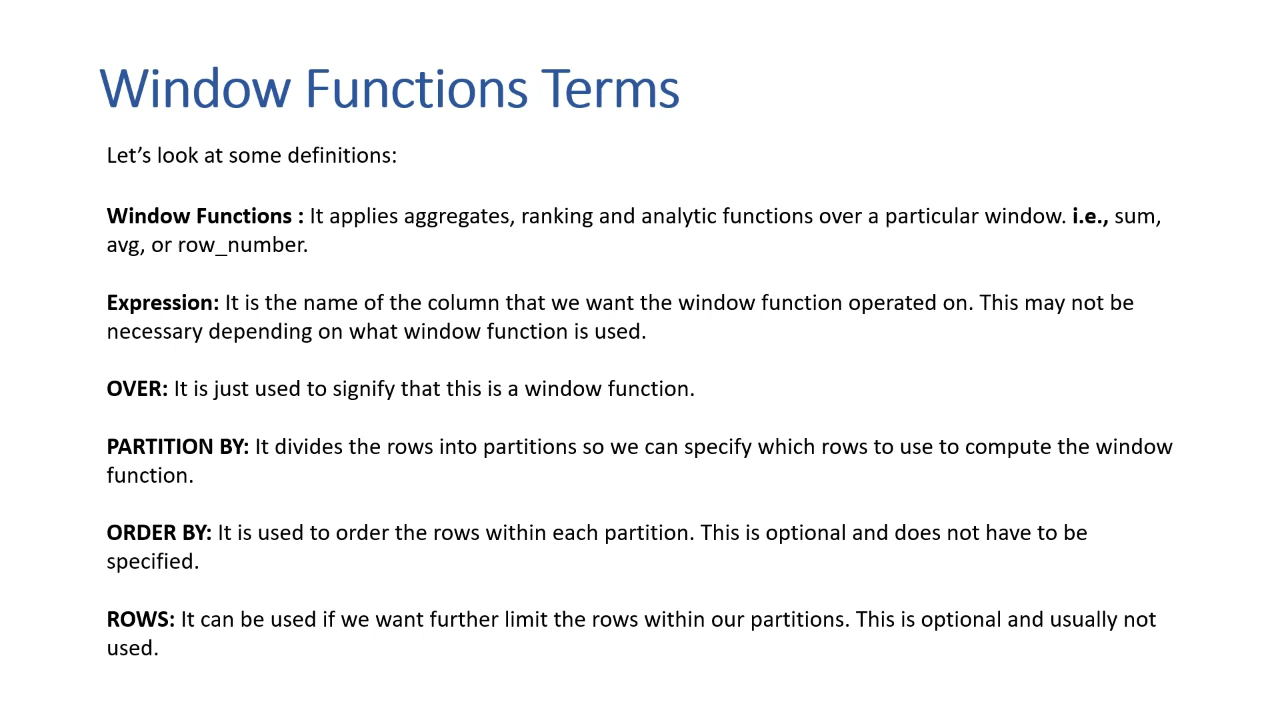 Window Functions Terms
Let’s look at some definitions:
Window Functions : It applies aggregates, ranking and analytic functions over a particular window. i.e., sum,
avg, or row_number.
Expression: It is the name of the column that we want the window function operated on. This may not be
necessary depending on what window function is used.
OVER: It is just used to signify that this is a window function.
PARTITION BY: It divides the rows into partitions so we can specify which rows to use to compute the window
function.
ORDER BY: It is used to order the rows within each partition. This is optional and does not have to be
specified.
ROWS: It can be used if we want further limit the rows within our partitions. This is optional and usually not
used.